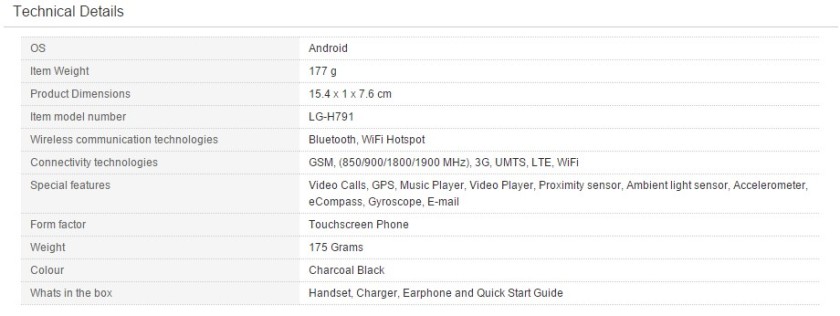 Technical Details
OS Android
Item Weight 177 g
Product Dimensions 15.4 x 1 x 7.6 cm
Item model number LG-H791
Wireless communication technologies Bluetooth, WiFi Hotspot
Connectivity technologies GSM, (850/900/1800/1900 MHz), 3G, UMTS, LTE, WiFi
Special features Video Calls, GPS, Music Player, Video Player, Proximity sensor, Ambient light sensor, Accelerometer,
eCompass, Gyroscope, E-mail
Form factor Touchscreen Phone
Weight 175 Grams
Colour Charcoal Black
Whats in the box Handset, Charger, Earphone and Quick Start Guide